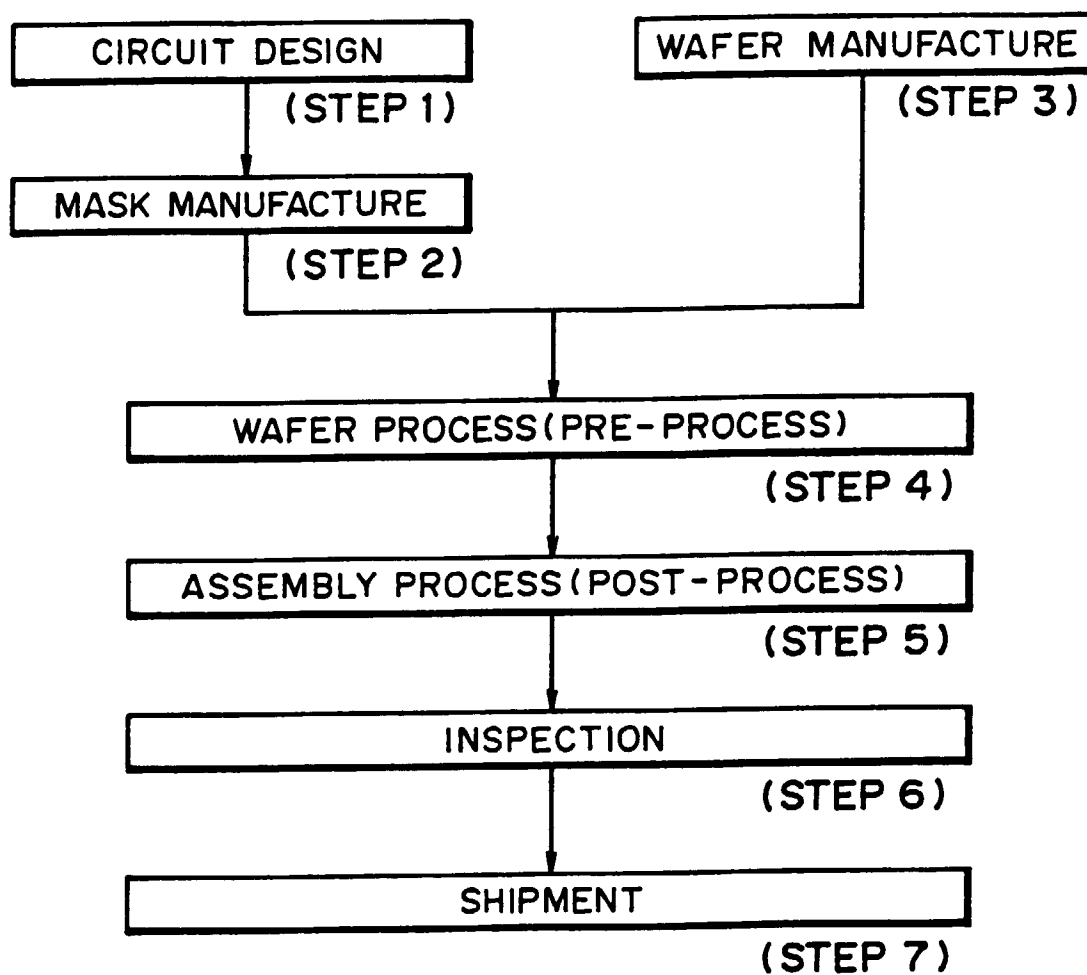 CIRCUIT DESIGN
(STEP 1)
MASK MANUFACTURE
(STEP 2)
WAFER MANUFACTURE
(STEP 3)
WAFER PROCESS(PRE-PROCESS)
(STEP 4)
ASSEMBLY PROCESS(POST-PROCESS)
(STEP 5)
INSPECTION
(STEP 6)
SHIPMENT
(STEP 7)